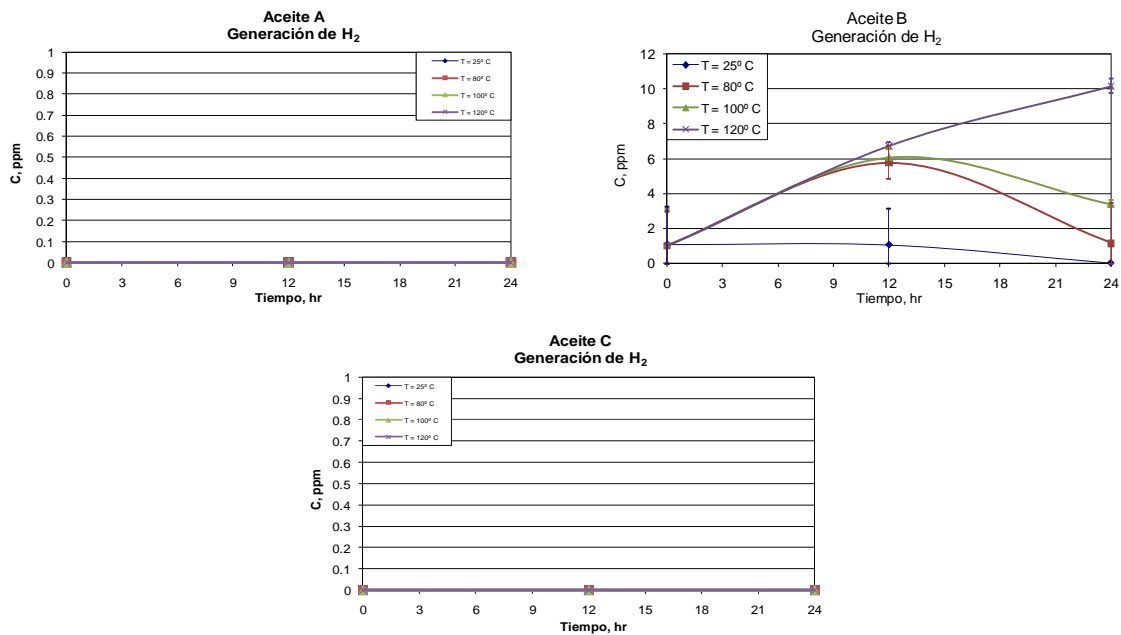 Aceite A
Generación de H₂
C, ppm
1
0.9
0.8
0.7
0.6
0.5
0.4
0.3
0.2
0.1
0
T = 25º C
T = 80º C
T = 100º C
T = 120º C
0 3 6 9 12 15 18 21 24
Tiempo, hr
Aceite B
Generación de H₂
C, ppm
12
10
8
6
4
2
0
T = 25º C
T = 80º C
T = 100º C
T = 120º C
0 3 6 9 12 15 18 21 24
Tiempo, hr
Aceite C
Generación de H₂
C, ppm
1
0.9
0.8
0.7
0.6
0.5
0.4
0.3
0.2
0.1
0
T = 25º C
T = 80º C
T = 100º C
T = 120º C
0 3 6 9 12 15 18 21 24
Tiempo, hr